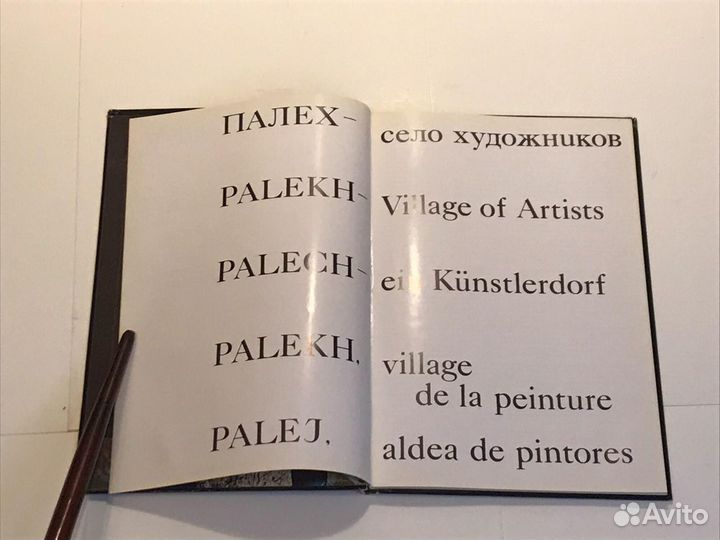 ПАЛЕХ – село художников
PALEKH – Village of Artists
PALECH – ein Künstlerdorf
PALEKH, village
de la peinture
PALEJ, aldea de pintores
Avito